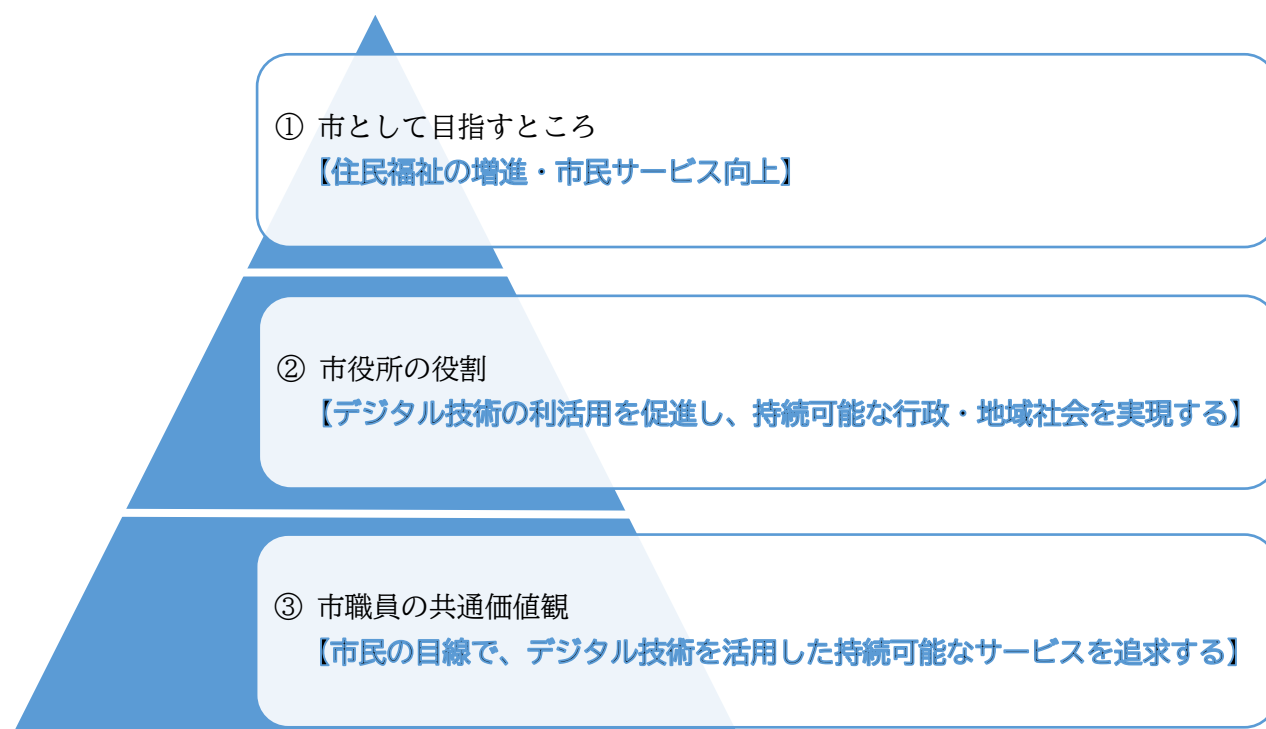 ① 市として目指すところ
【住民福祉の増進・市民サービス向上】
② 市役所の役割
【デジタル技術の利活用を促進し、持続可能な行政・地域社会を実現する】
③ 市職員の共通価値観
【市民の目線で、デジタル技術を活用した持続可能なサービスを追求する】